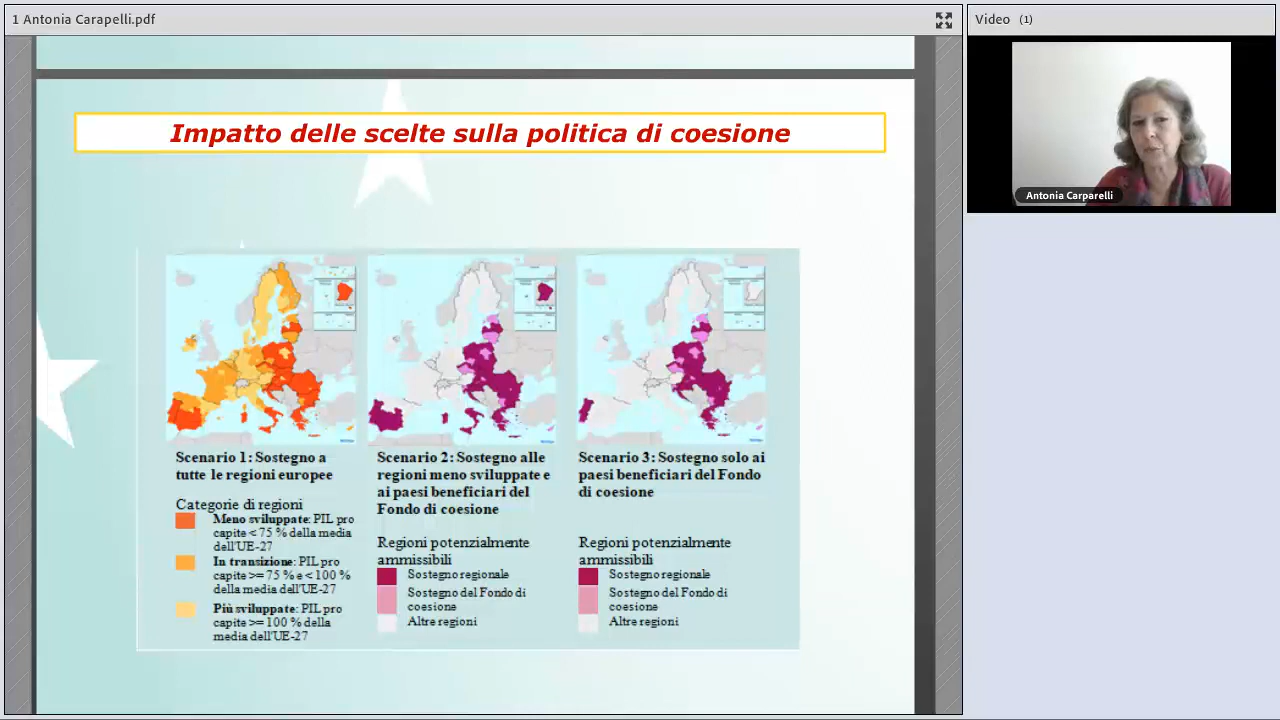 1 Antonia Carapelli.pdf
Video (1)
Antonia Carparelli
Impatto delle scelte sulla politica di coesione
Scenario 1: Sostegno a
tutte le regioni europee
Categorie di regioni
Meno sviluppate: PIL pro
capite < 75 % della media
dell'UE-27
In transizione: PIL pro
capite >= 75 % e < 100 %
della media dell'UE-27
Più sviluppate: PIL pro
capite >= 100 % della
media dell'UE-27
Scenario 2: Sostegno alle
regioni meno sviluppate e
ai paesi beneficiari del
Fondo di coesione
Regioni potenzialmente
ammissibili
Sostegno regionale
Sostegno del Fondo di
coesione
Altre regioni
Scenario 3: Sostegno solo ai
paesi beneficiari del Fondo
di coesione
Regioni potenzialmente
ammissibili
Sostegno regionale
Sostegno del Fondo di
coesione
Altre regioni